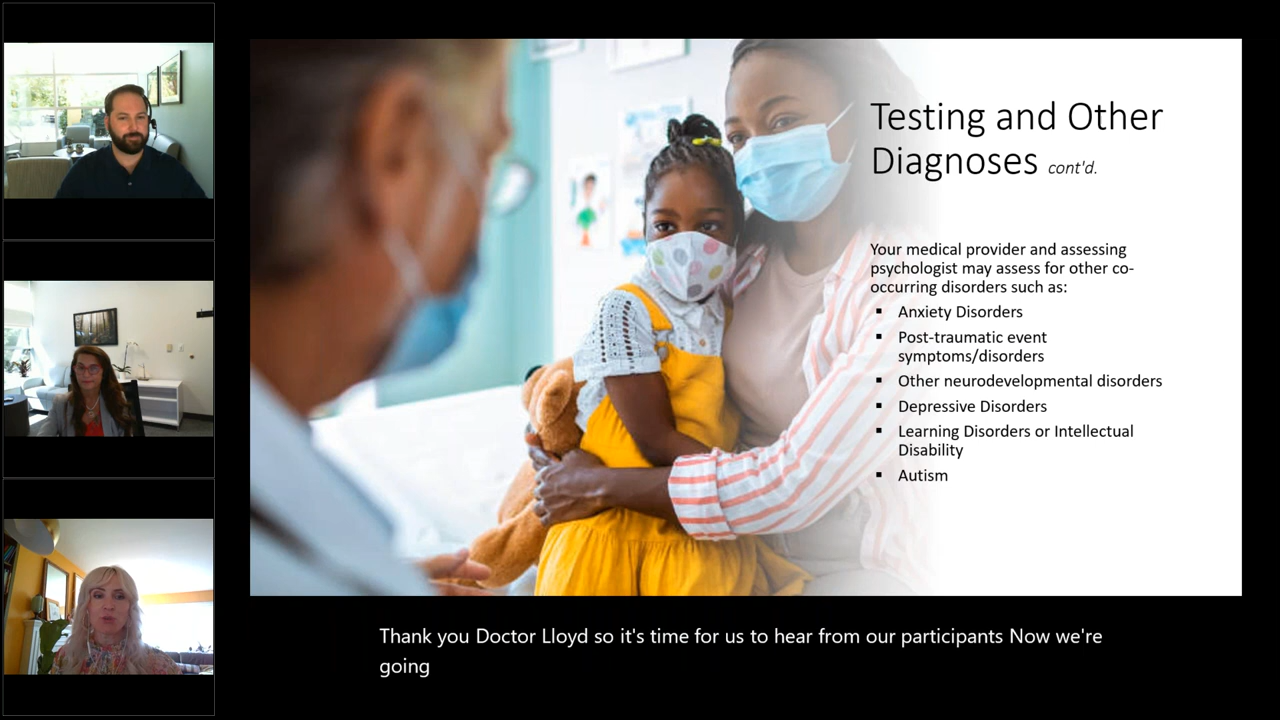 Testing and Other
Diagnoses cont'd.
Your medical provider and assessing
psychologist may assess for other co-
occurring disorders such as:
▪ Anxiety Disorders
▪ Post-traumatic event
symptoms/disorders
▪ Other neurodevelopmental disorders
▪ Depressive Disorders
▪ Learning Disorders or Intellectual
Disability
▪ Autism
Thank you Doctor Lloyd so it's time for us to hear from our participants Now we're
going